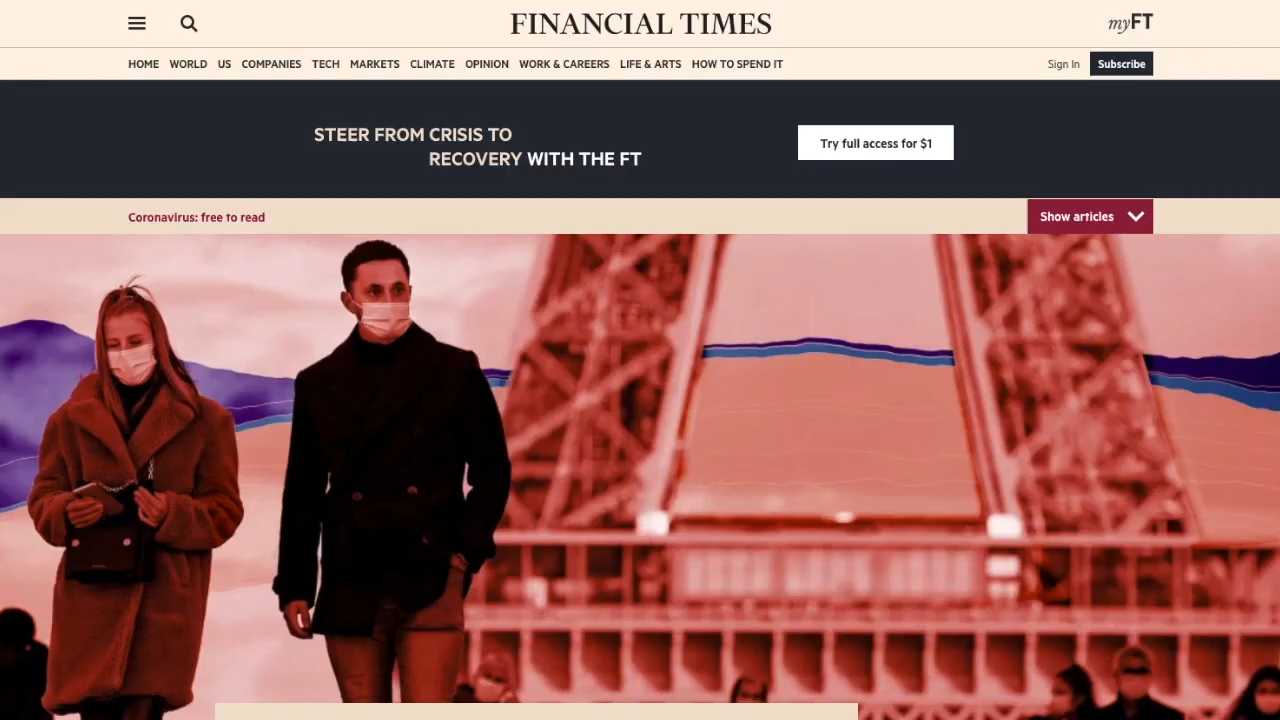 FINANCIAL TIMES
myFT
HOME WORLD US COMPANIES TECH MARKETS CLIMATE OPINION WORK & CAREERS LIFE & ARTS HOW TO SPEND IT
Sign In Subscribe
STEER FROM CRISIS TO
RECOVERY WITH THE FT
Try full access for $1
Coronavirus: free to read
Show articles